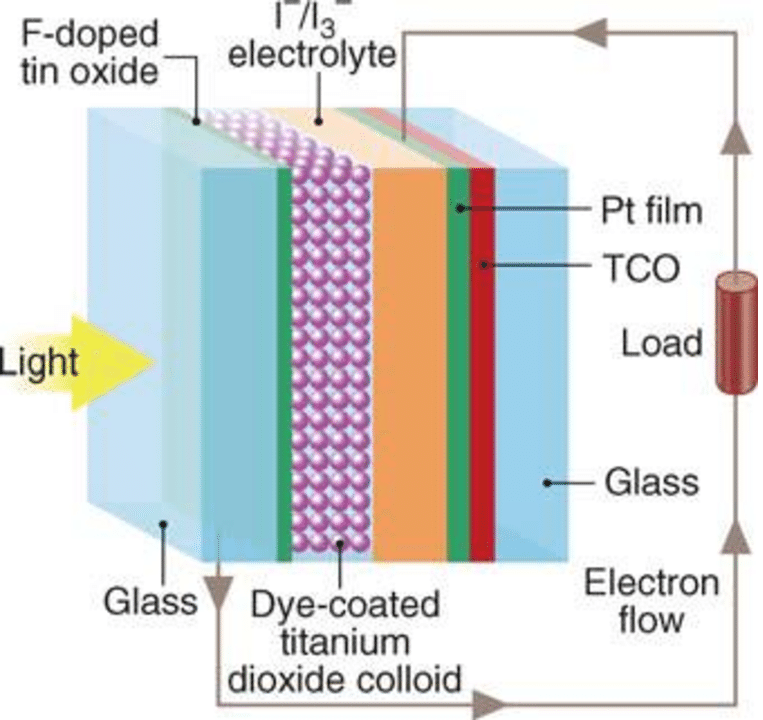 F-doped
tin oxide
I⁻/I₃⁻
electrolyte
Pt film
TCO
Load
Light
Glass
Electron
flow
Glass
Dye-coated
titanium
dioxide colloid